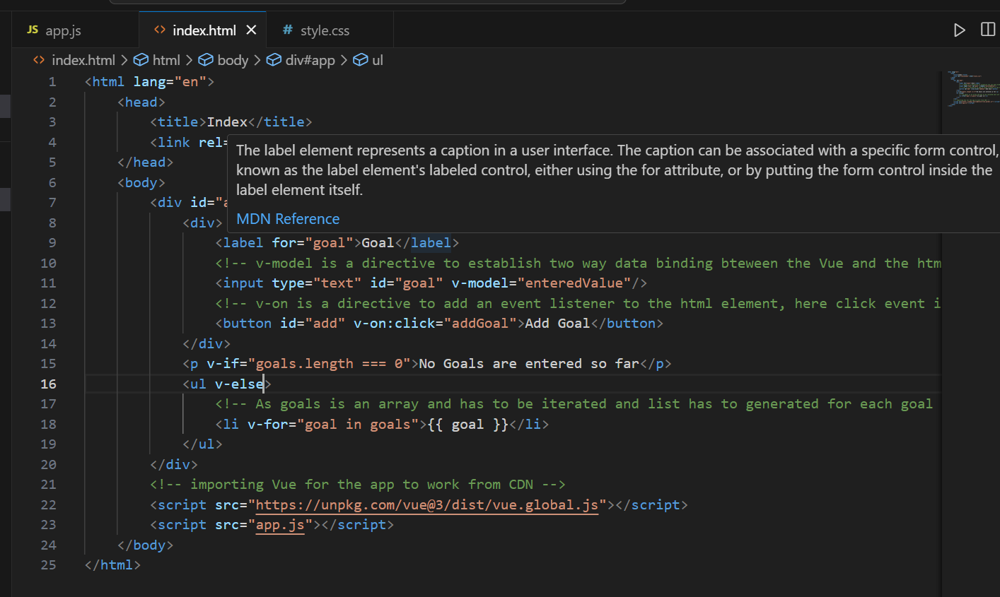 JS app.js
<> index.html ×
# style.css
<> index.html > html > body > div#app > ul
1 <html lang="en">
2 <head>
3 <title>Index</title>
4 <link rel=
5 </head>
6 <body>
7 <div id="
8 <div>
The label element represents a caption in a user interface. The caption can be associated with a specific form control,
known as the label element's labeled control, either using the for attribute, or by putting the form control inside the
label element itself.
MDN Reference
9 <label for="goal">Goal</label>
10 <!-- v-model is a directive to establish two way data binding bteween the Vue and the htm
11 <input type="text" id="goal" v-model="enteredValue"/>
12 <!-- v-on is a directive to add an event listener to the html element, here click event i
13 <button id="add" v-on:click="addGoal">Add Goal</button>
14 </div>
15 <p v-if="goals.length === 0">No Goals are entered so far</p>
16 <ul v-else>
17 <!-- As goals is an array and has to be iterated and list has to generated for each goal
18 <li v-for="goal in goals">{{ goal }}</li>
19 </ul>
20 </div>
21 <!-- importing Vue for the app to work from CDN -->
22 <script src="https://unpkg.com/vue@3/dist/vue.global.js"></script>
23 <script src="app.js"></script>
24 </body>
25 </html>